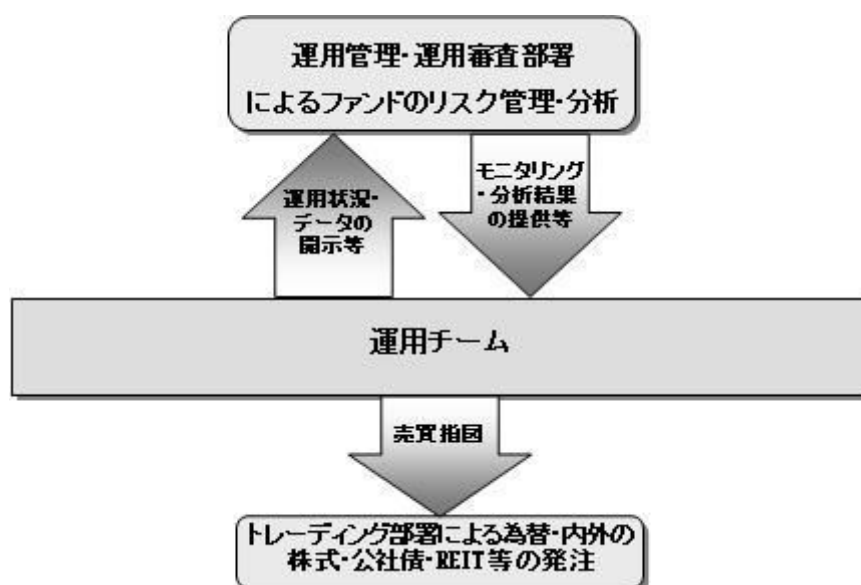 運用管理・運用審査部署
によるファンドのリスク管理・分析
運用状況・
データの
開示等
モニタリング
・分析結果
の提供等
運用チーム
売買指図
トレーディング部署による為替・内外の
株式・公社債・REIT等の発注